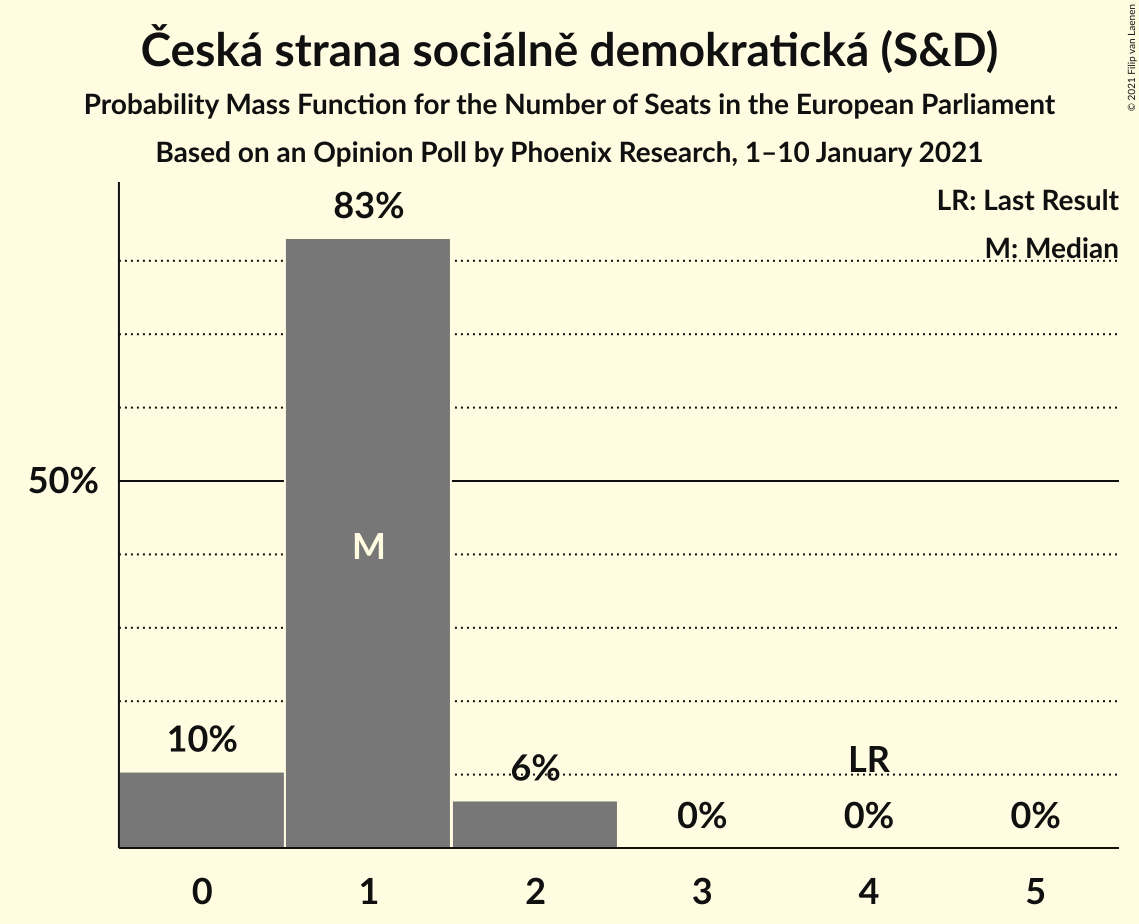 Česká strana sociálně demokratická (S&D)
Probability Mass Function for the Number of Seats in the European Parliament
Based on an Opinion Poll by Phoenix Research, 1–10 January 2021
© 2021 Filip van Laenen
LR: Last Result
M: Median
83%
50%
M
10%
6%
LR
0%
0%
0%
0
1
2
3
4
5